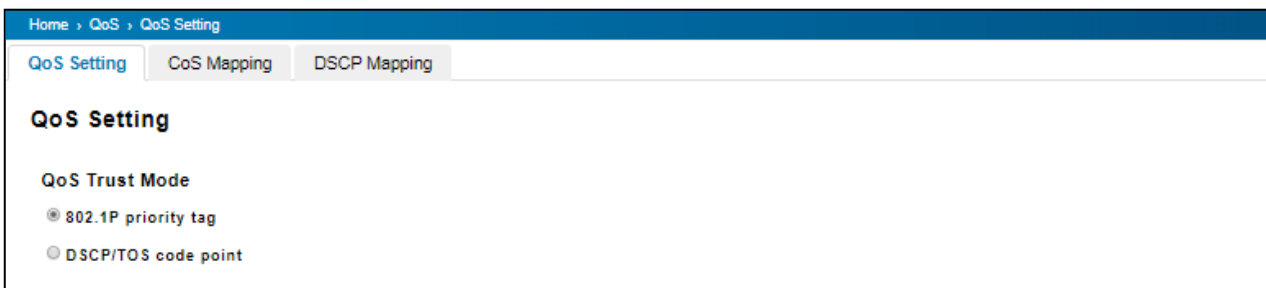 Home › QoS › QoS Setting
QoS Setting CoS Mapping DSCP Mapping
QoS Setting
QoS Trust Mode
802.1P priority tag
DSCP/TOS code point